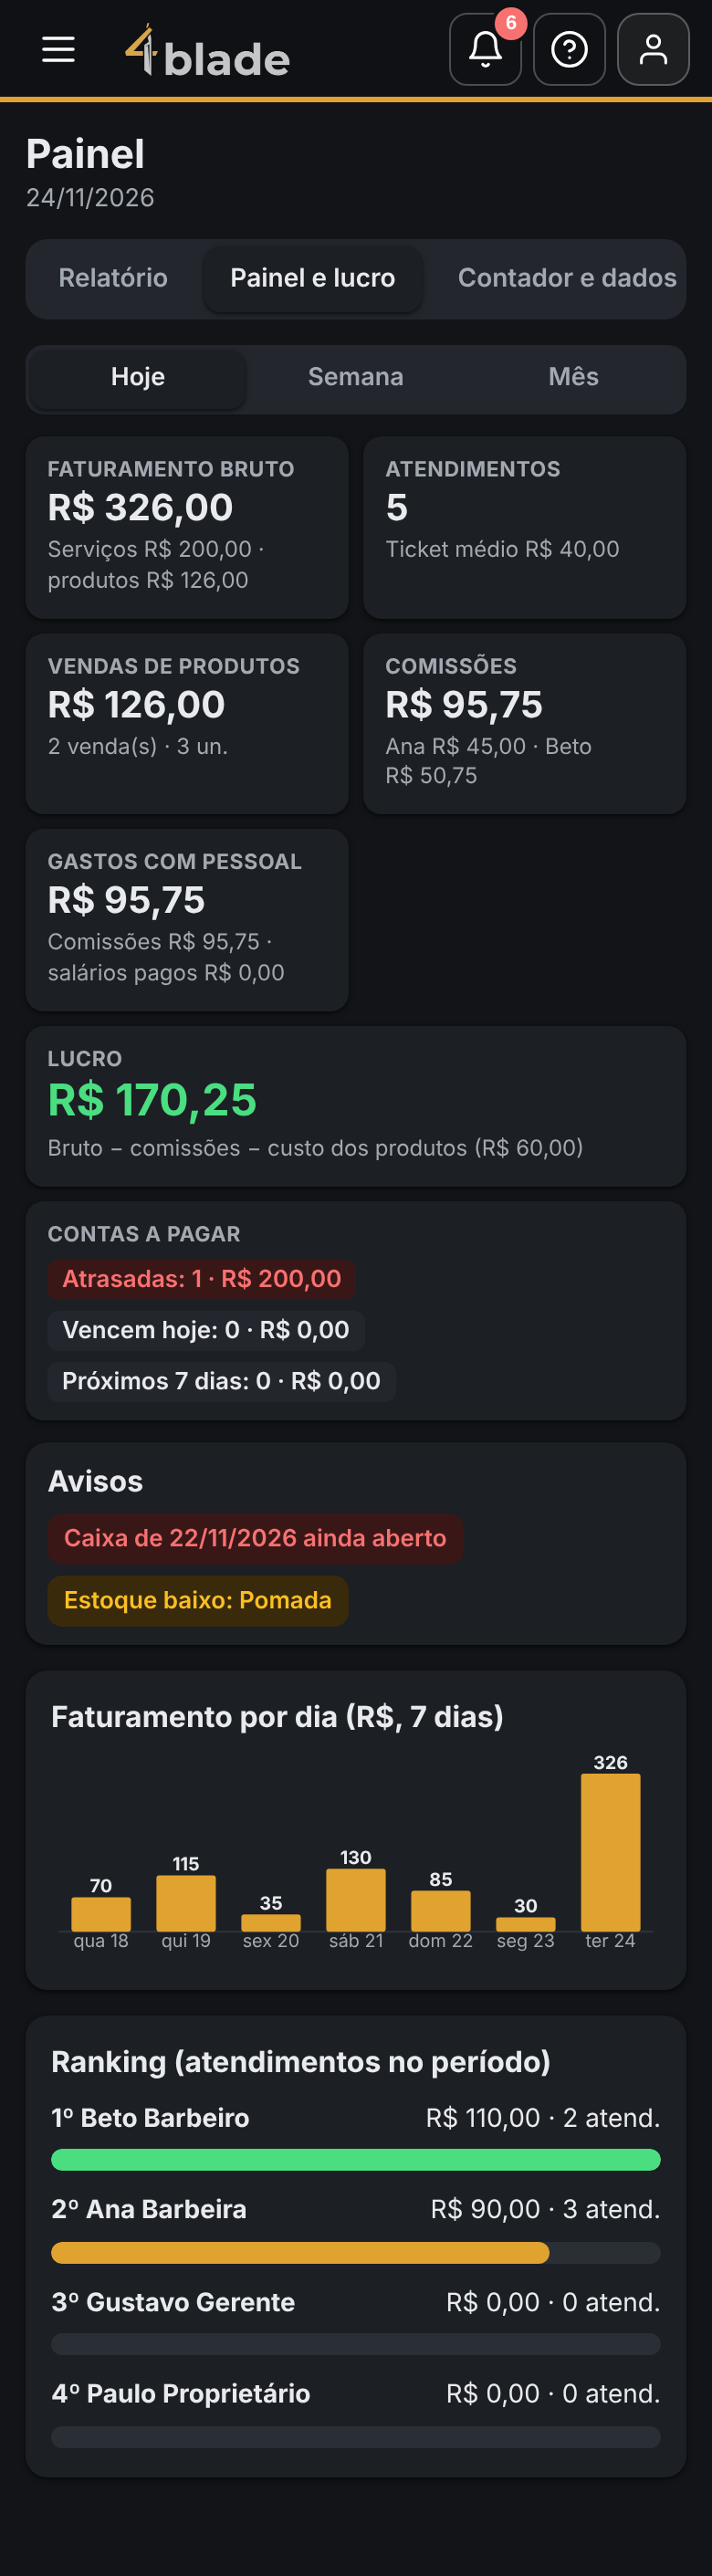 4blade
6
Painel
24/11/2026
Relatório
Painel e lucro
Contador e dados
Hoje
Semana
Mês
FATURAMENTO BRUTO
R$ 326,00
Serviços R$ 200,00 ·
produtos R$ 126,00
ATENDIMENTOS
5
Ticket médio R$ 40,00
VENDAS DE PRODUTOS
R$ 126,00
2 venda(s) · 3 un.
COMISSÕES
R$ 95,75
Ana R$ 45,00 · Beto
R$ 50,75
GASTOS COM PESSOAL
R$ 95,75
Comissões R$ 95,75 ·
salários pagos R$ 0,00
LUCRO
R$ 170,25
Bruto − comissões − custo dos produtos (R$ 60,00)
CONTAS A PAGAR
Atrasadas: 1 · R$ 200,00
Vencem hoje: 0 · R$ 0,00
Próximos 7 dias: 0 · R$ 0,00
Avisos
Caixa de 22/11/2026 ainda aberto
Estoque baixo: Pomada
Faturamento por dia (R$, 7 dias)
70 115 35 130 85 30 326
qua 18 qui 19 sex 20 sáb 21 dom 22 seg 23 ter 24
Ranking (atendimentos no período)
1º Beto Barbeiro R$ 110,00 · 2 atend.
2º Ana Barbeira R$ 90,00 · 3 atend.
3º Gustavo Gerente R$ 0,00 · 0 atend.
4º Paulo Proprietário R$ 0,00 · 0 atend.